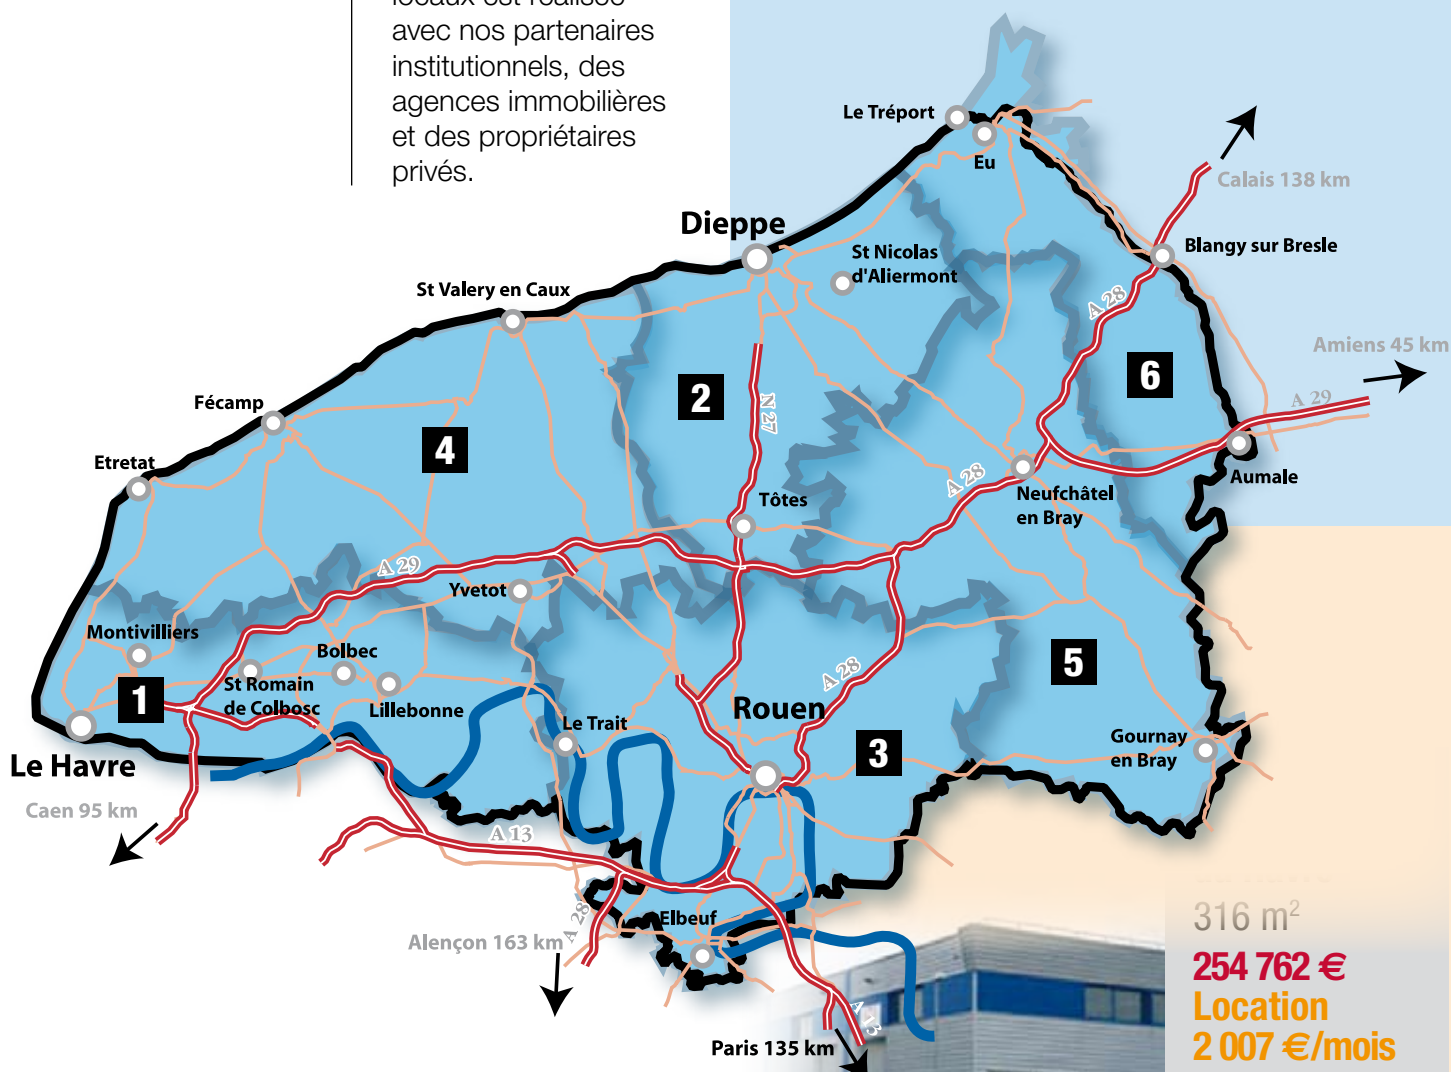 avec nos partenaires
institutionnels, des
agences immobilières
et des propriétaires
privés.
Le Tréport
Eu
Calais 138 km
Dieppe
St Nicolas
d'Aliermont
Blangy sur Bresle
St Valery en Caux
A 28
Amiens 45 km
6
2
A 29
Fécamp
N 27
4
Etretat
A 28
Aumale
Neufchâtel
en Bray
Tôtes
A 29
Yvetot
Montivilliers
Bolbec
5
A 28
St Romain
de Colbosc
1
Lillebonne
Rouen
Le Trait
3
Gournay
en Bray
Le Havre
Caen 95 km
A 13
Elbeuf
A 28
Alençon 163 km
A 13
Paris 135 km
316 m²
254 762 €
Location
2 007 €/mois